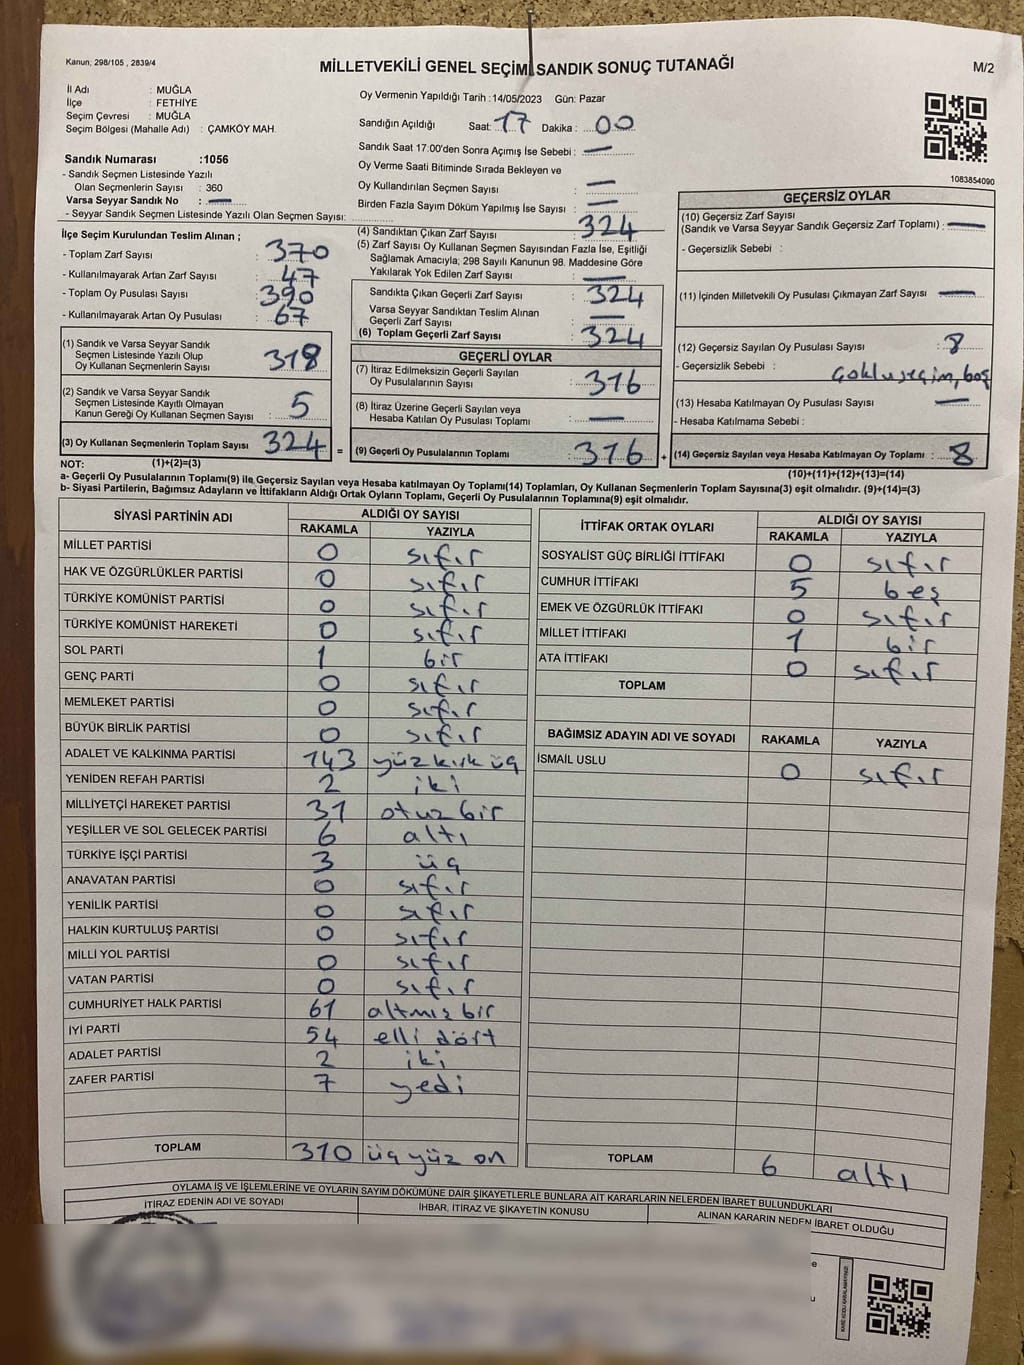 Kanun; 298/105 , 2839/4
MİLLETVEKİLİ GENEL SEÇİMİ SANDIK SONUÇ TUTANAĞI
M/2
İl Adı : MUĞLA
İlçe : FETHİYE
Seçim Çevresi : MUĞLA
Seçim Bölgesi (Mahalle Adı) : ÇAMKÖY MAH.
Sandık Numarası :1056
- Sandık Seçmen Listesinde Yazılı
Olan Seçmenlerin Sayısı : 360
Varsa Seyyar Sandık No : —
- Seyyar Sandık Seçmen Listesinde Yazılı Olan Seçmen Sayısı:
Oy Vermenin Yapıldığı Tarih :14/05/2023 Gün: Pazar
Sandığın Açıldığı Saat: 17 Dakika : 00
Sandık Saat 17:00'den Sonra Açımış İse Sebebi : —
Oy Verme Saati Bitiminde Sırada Bekleyen ve
Oy Kullandırılan Seçmen Sayısı : —
Birden Fazla Sayım Döküm Yapılmış İse Sayısı : —
1083854090
İlçe Seçim Kurulundan Teslim Alınan ;
- Toplam Zarf Sayısı : 370
- Kullanılmayarak Artan Zarf Sayısı : 47
- Toplam Oy Pusulası Sayısı : 390
- Kullanılmayarak Artan Oy Pusulası : 67
(1) Sandık ve Varsa Seyyar Sandık
Seçmen Listesinde Yazılı Olup
Oy Kullanan Seçmenlerin Sayısı : 318
(2) Sandık ve Varsa Seyyar Sandık
Seçmen Listesinde Kayıtlı Olmayan
Kanun Gereği Oy Kullanan Seçmen Sayısı : 5
(3) Oy Kullanan Seçmenlerin Toplam Sayısı : 324 =
(4) Sandıktan Çıkan Zarf Sayısı : 324
(5) Zarf Sayısı Oy Kullanan Seçmen Sayısından Fazla İse, Eşitliği
Sağlamak Amacıyla; 298 Sayılı Kanunun 98. Maddesine Göre
Yakılarak Yok Edilen Zarf Sayısı : —
Sandıkta Çıkan Geçerli Zarf Sayısı : 324
Varsa Seyyar Sandıktan Teslim Alınan
Geçerli Zarf Sayısı : —
(6) Toplam Geçerli Zarf Sayısı : 324
GEÇERLİ OYLAR
(7) İtiraz Edilmeksizin Geçerli Sayılan
Oy Pusulalarının Sayısı : 316
(8) İtiraz Üzerine Geçerli Sayılan veya
Hesaba Katılan Oy Pusulası Toplamı : —
(9) Geçerli Oy Pusulalarının Toplamı : 316 +
GEÇERSİZ OYLAR
(10) Geçersiz Zarf Sayısı
(Sandık ve Varsa Seyyar Sandık Geçersiz Zarf Toplamı) : —
- Geçersizlik Sebebi :
(11) İçinden Milletvekili Oy Pusulası Çıkmayan Zarf Sayısı : —
(12) Geçersiz Sayılan Oy Pusulası Sayısı : 8
- Geçersizlik Sebebi : Çoklu seçim, boş
(13) Hesaba Katılmayan Oy Pusulası Sayısı : —
- Hesaba Katılmama Sebebi :
(14) Geçersiz Sayılan veya Hesaba Katılmayan Oy Toplamı : 8
NOT: (1)+(2)=(3)
(10)+(11)+(12)+(13)=(14)
a- Geçerli Oy Pusulalarının Toplamı(9) ile Geçersiz Sayılan veya Hesaba katılmayan Oy Toplamı(14) Toplamları, Oy Kullanan Seçmenlerin Toplam Sayısına(3) eşit olmalıdır. (9)+(14)=(3)
b- Siyasi Partilerin, Bağımsız Adayların ve İttifakların Aldığı Ortak Oyların Toplamı, Geçerli Oy Pusulalarının Toplamına(9) eşit olmalıdır.
SİYASİ PARTİNİN ADI ALDIĞI OY SAYISI
RAKAMLA YAZIYLA
MİLLET PARTİSİ 0 sıfır
HAK VE ÖZGÜRLÜKLER PARTİSİ 0 sıfır
TÜRKİYE KOMÜNİST PARTİSİ 0 sıfır
TÜRKİYE KOMÜNİST HAREKETİ 0 sıfır
SOL PARTİ 1 bir
GENÇ PARTİ 0 sıfır
MEMLEKET PARTİSİ 0 sıfır
BÜYÜK BİRLİK PARTİSİ 0 sıfır
ADALET VE KALKINMA PARTİSİ 143 yüzkırk üç
YENİDEN REFAH PARTİSİ 2 iki
MİLLİYETÇİ HAREKET PARTİSİ 31 otuz bir
YEŞİLLER VE SOL GELECEK PARTİSİ 6 altı
TÜRKİYE İŞÇİ PARTİSİ 3 üç
ANAVATAN PARTİSİ 0 sıfır
YENİLİK PARTİSİ 0 sıfır
HALKIN KURTULUŞ PARTİSİ 0 sıfır
MİLLİ YOL PARTİSİ 0 sıfır
VATAN PARTİSİ 0 sıfır
CUMHURİYET HALK PARTİSİ 61 altmış bir
İYİ PARTİ 54 elli dört
ADALET PARTİSİ 2 iki
ZAFER PARTİSİ 7 yedi
TOPLAM 310 üç yüz on
İTTİFAK ORTAK OYLARI ALDIĞI OY SAYISI
RAKAMLA YAZIYLA
SOSYALİST GÜÇ BİRLİĞİ İTTİFAKI 0 sıfır
CUMHUR İTTİFAKI 5 beş
EMEK VE ÖZGÜRLÜK İTTİFAKI 0 sıfır
MİLLET İTTİFAKI 1 bir
ATA İTTİFAKI 0 sıfır
TOPLAM
BAĞIMSIZ ADAYIN ADI VE SOYADI RAKAMLA YAZIYLA
İSMAİL USLU 0 sıfır
TOPLAM 6 altı
OYLAMA İŞ VE İŞLEMLERİNE VE OYLARIN SAYIM DÖKÜMÜNE DAİR ŞİKAYETLERLE BUNLARA AİT KARARLARIN NELERDEN İBARET BULUNDUKLARI
İTİRAZ EDENİN ADI VE SOYADI
İHBAR, İTİRAZ VE ŞİKAYETİN KONUSU
ALINAN KARARIN NEDEN İBARET OLDUĞU